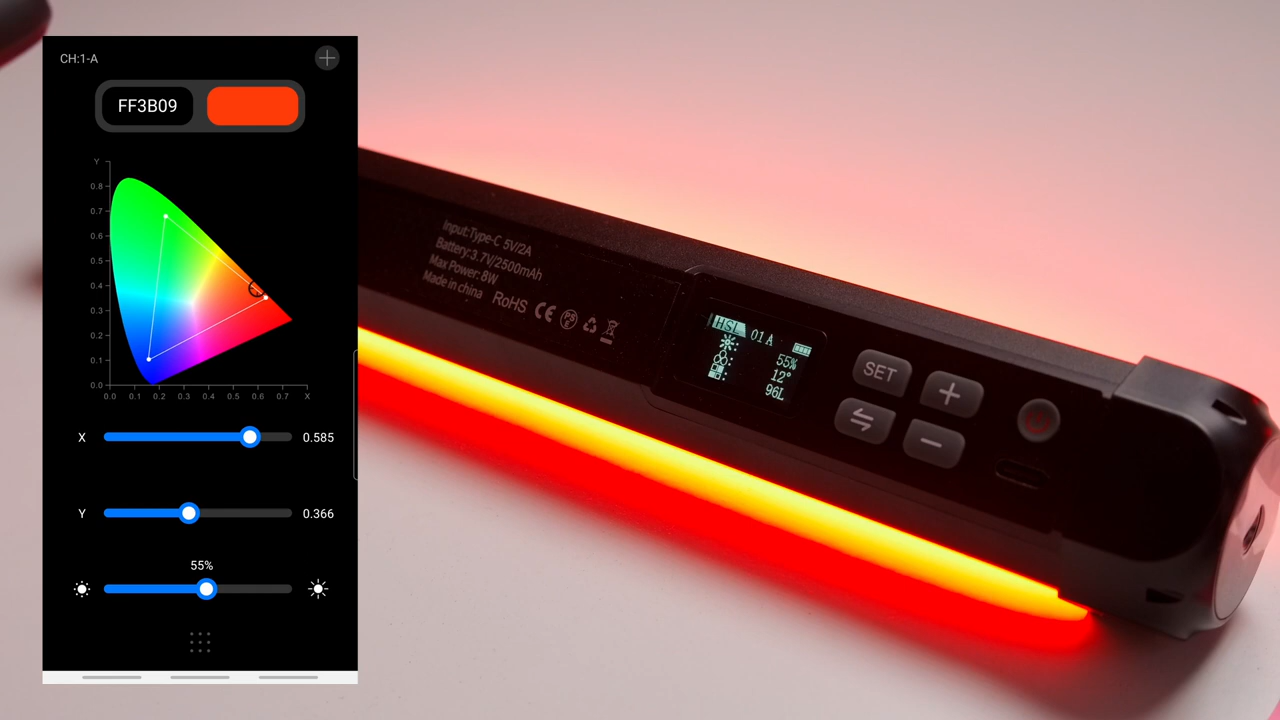 CH:1-A
FF3B09
Y
0.8
0.7
0.6
0.5
0.4
0.3
0.2
0.1
0.0
0.0 0.1 0.2 0.3 0.4 0.5 0.6 0.7 X
X 0.585
Y 0.366
55%
Input:Type-C 5V/2A
Battery:3.7V/2500mAh
Max Power: 8W
Made in china RoHS CE PS E
HSL 01A
55%
12°
96L
SET